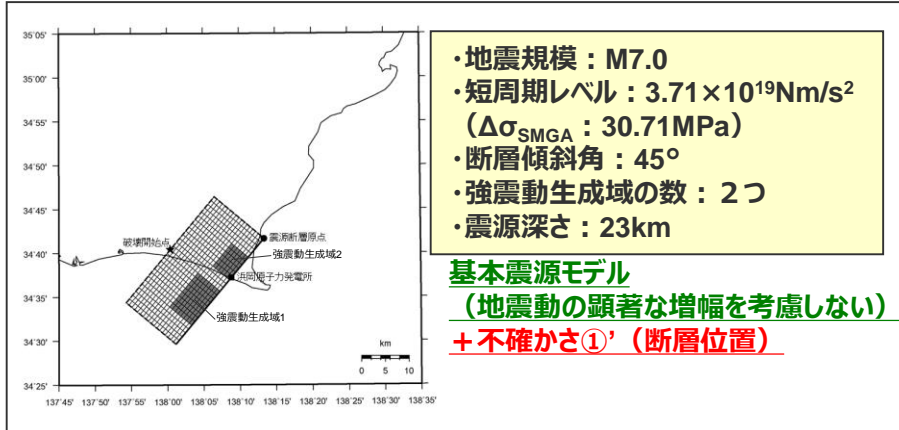 35°05'
35°00'
34°55'
34°50'
34°45'
34°40'
34°35'
34°30'
34°25'
137°45' 137°50' 137°55' 138°00' 138°05' 138°10' 138°15' 138°20' 138°25' 138°30' 138°35'
破壊開始点
震源断層原点
強震動生成域2
浜岡原子力発電所
強震動生成域1
km
0 5 10
・地震規模：M7.0
・短周期レベル：3.71×10¹⁹Nm/s²
（ΔσSMGA：30.71MPa）
・断層傾斜角：45°
・強震動生成域の数：２つ
・震源深さ：23km
基本震源モデル
（地震動の顕著な増幅を考慮しない）
＋不確かさ①’（断層位置）